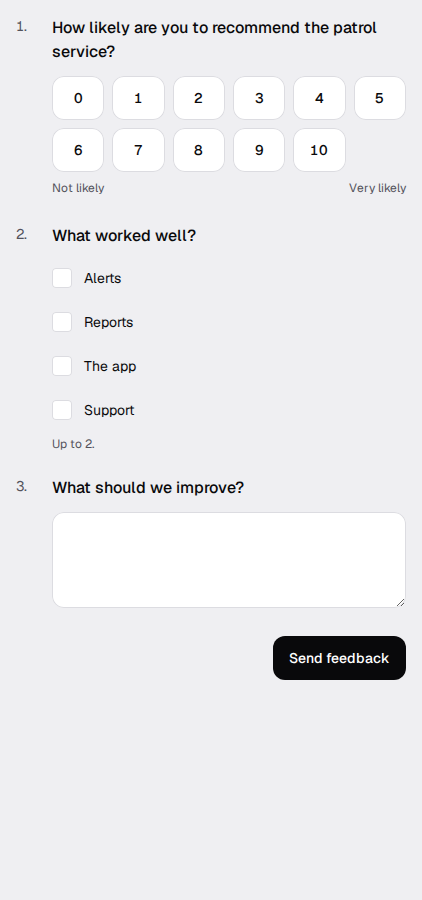 1. How likely are you to recommend the patrol
service?
0 1 2 3 4 5
6 7 8 9 10
Not likely Very likely
2. What worked well?
Alerts
Reports
The app
Support
Up to 2.
3. What should we improve?
Send feedback